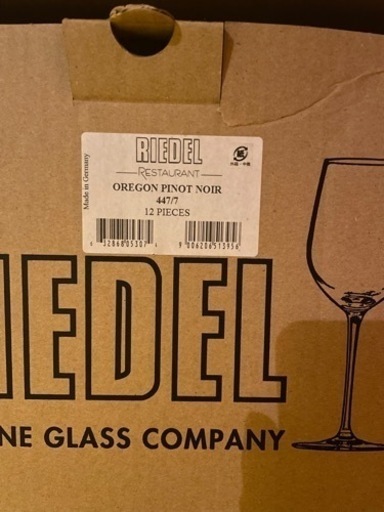 RIEDEL
RESTAURANT
OREGON PINOT NOIR
447/7
12 PIECES
Made in Germany
IEDEL
NE GLASS COMPANY